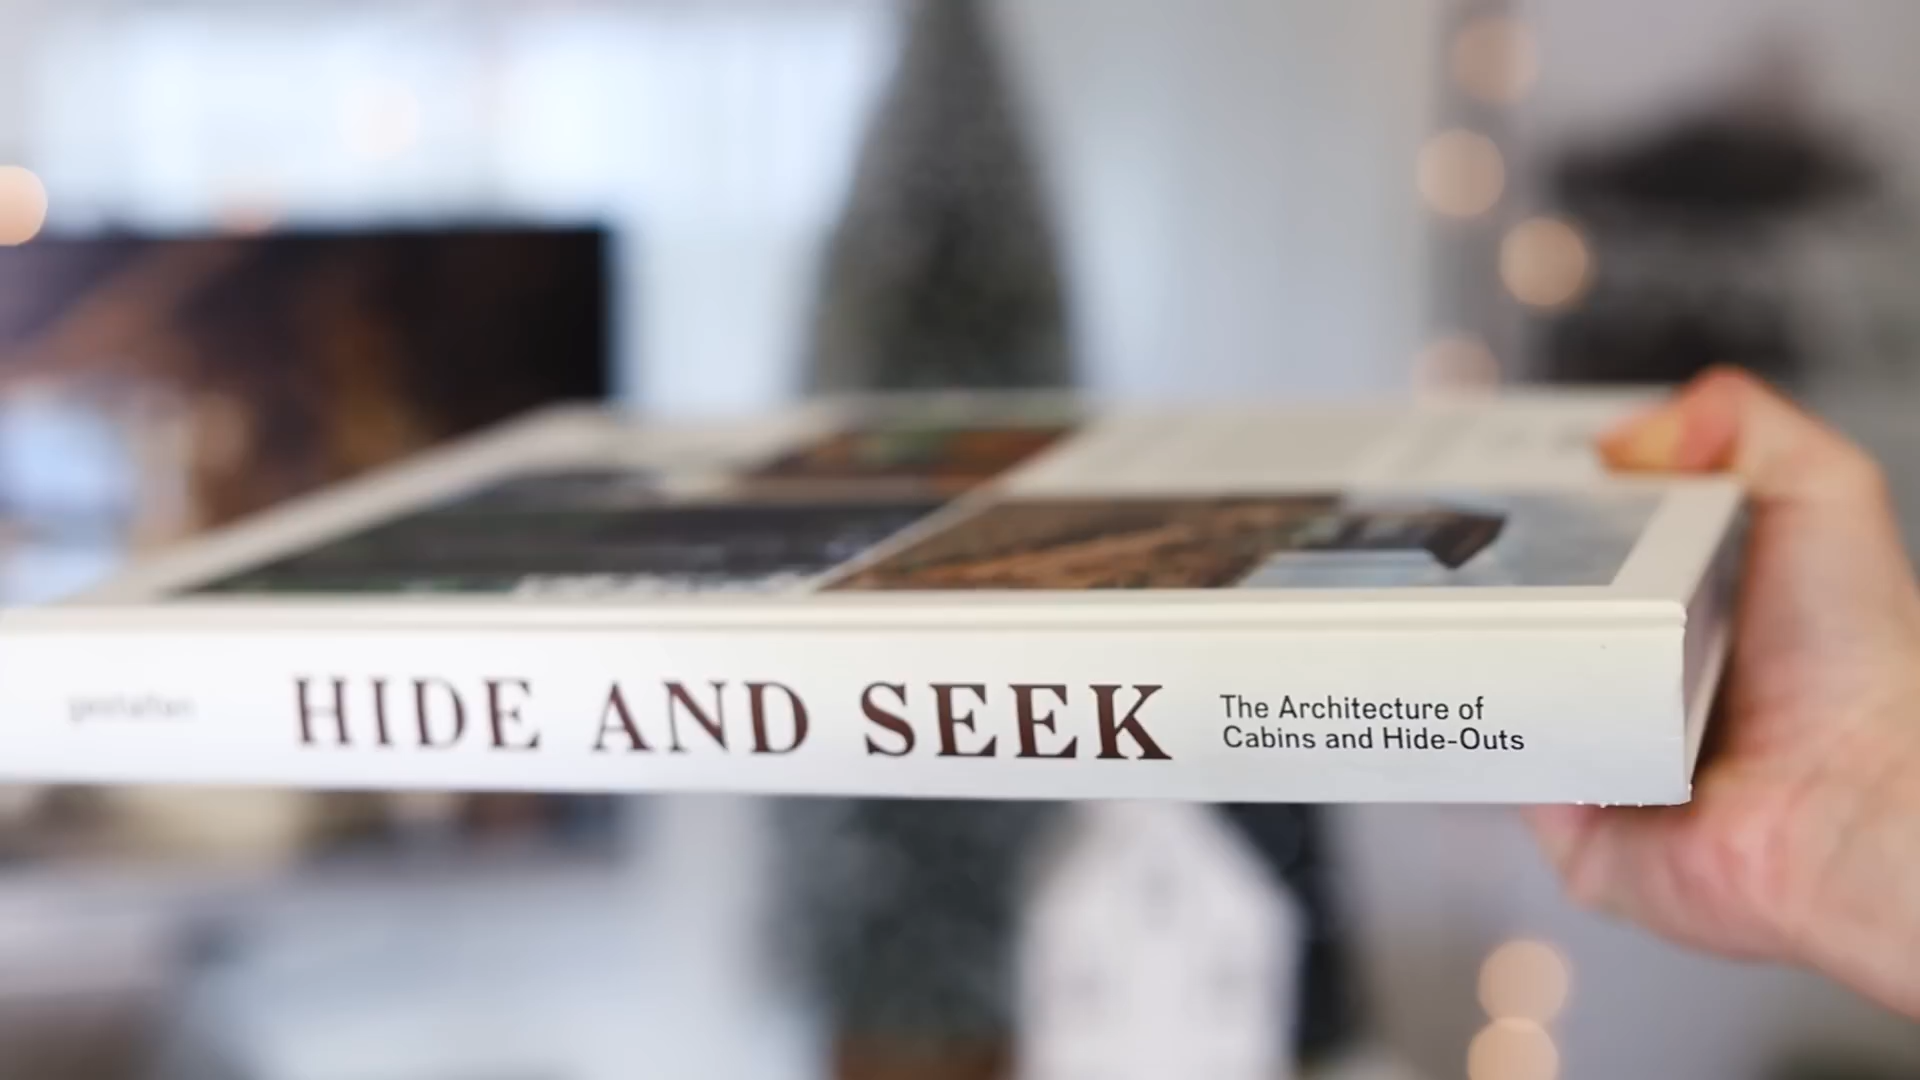 gestalten
HIDE AND SEEK
The Architecture of
Cabins and Hide-Outs